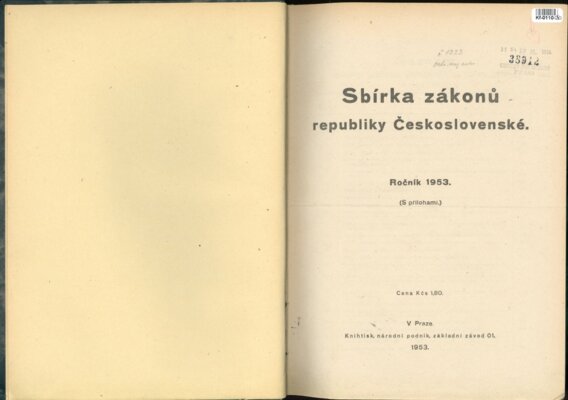 38912
Sbírka zákonů
republiky Československé.
Ročník 1953.
(S přílohami.)
Cena Kčs 1,80.
V Praze.
Knihtisk, národní podnik, základní závod 01,
1953.